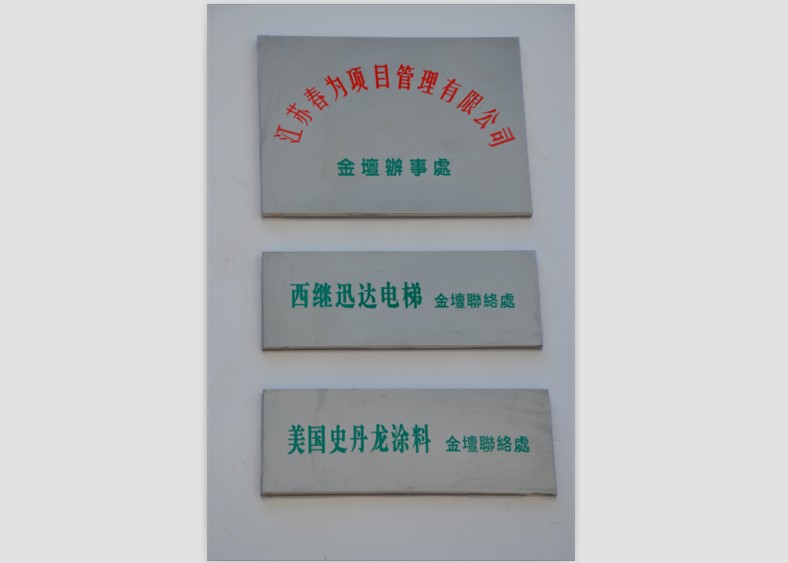 江苏春为项目管理有限公司
金壇辦事處
西继迅达电梯 金壇聯絡處
美国史丹龙涂料 金壇聯絡處